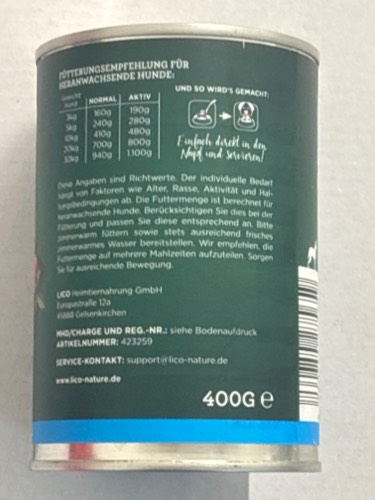 FÜTTERUNGSEMPFEHLUNG FÜR
HERANWACHSENDE HUNDE:
Gewicht Hund NORMAL AKTIV
3kg 160g 190g
5kg 240g 280g
10kg 410g 480g
20kg 700g 800g
30kg 940g 1.100g
UND SO WIRD'S GEMACHT:
Einfach direkt in den
Napf und servieren!
Diese Angaben sind Richtwerte. Der individuelle Bedarf
hängt von Faktoren wie Alter, Rasse, Aktivität und Hal-
tungsbedingungen ab. Die Futtermenge ist berechnet für
heranwachsende Hunde. Berücksichtigen Sie dies bei der
Fütterung und passen Sie diese entsprechend an. Bitte
zimmerwarm füttern sowie stets ausreichend frisches
zimmerwarmes Wasser bereitstellen. Wir empfehlen, die
Futtermenge auf mehrere Mahlzeiten aufzuteilen. Sorgen
Sie für ausreichende Bewegung.
LICO Heimtiernahrung GmbH
Europastraße 12a
45888 Gelsenkirchen
MHD/CHARGE UND REG.-NR.: siehe Bodenaufdruck
ARTIKELNUMMER: 423259
SERVICE-KONTAKT: support@lico-nature.de
www.lico-nature.de
400G e